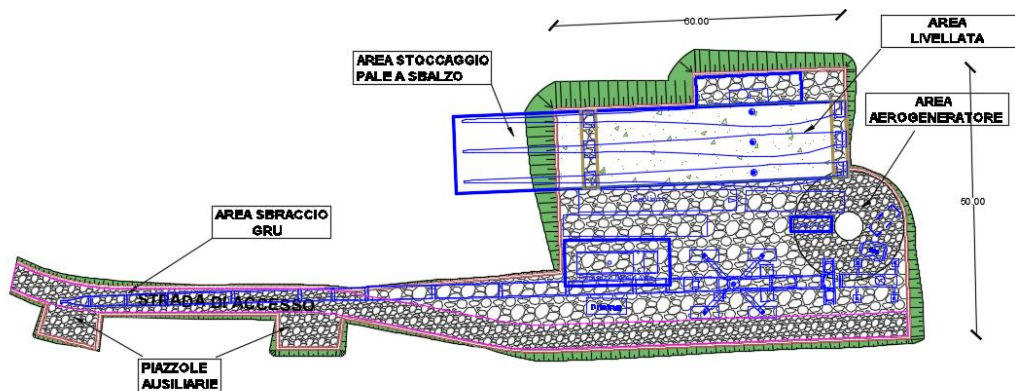 60.00
AREA
LIVELLATA
AREA STOCCAGGIO
PALE A SBALZO
AREA
AEROGENERATORE
50.00
AREA SBRACCIO
GRU
STRADA DI ACCESSO
PIAZZOLE
AUSILIARIE